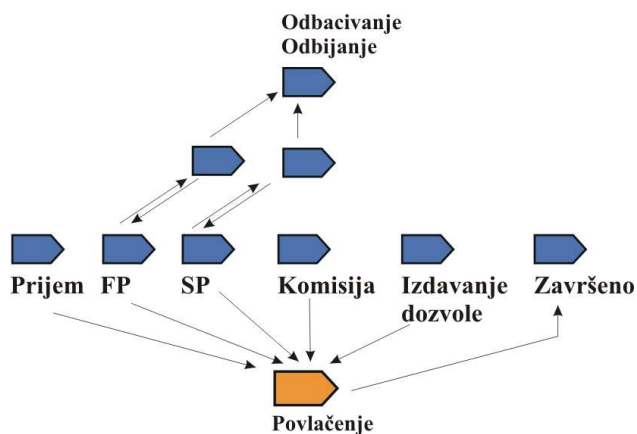 Odbacivanje
Odbijanje
Prijem
FP
SP
Komisija
Izdavanje
dozvole
Završeno
Povlačenje